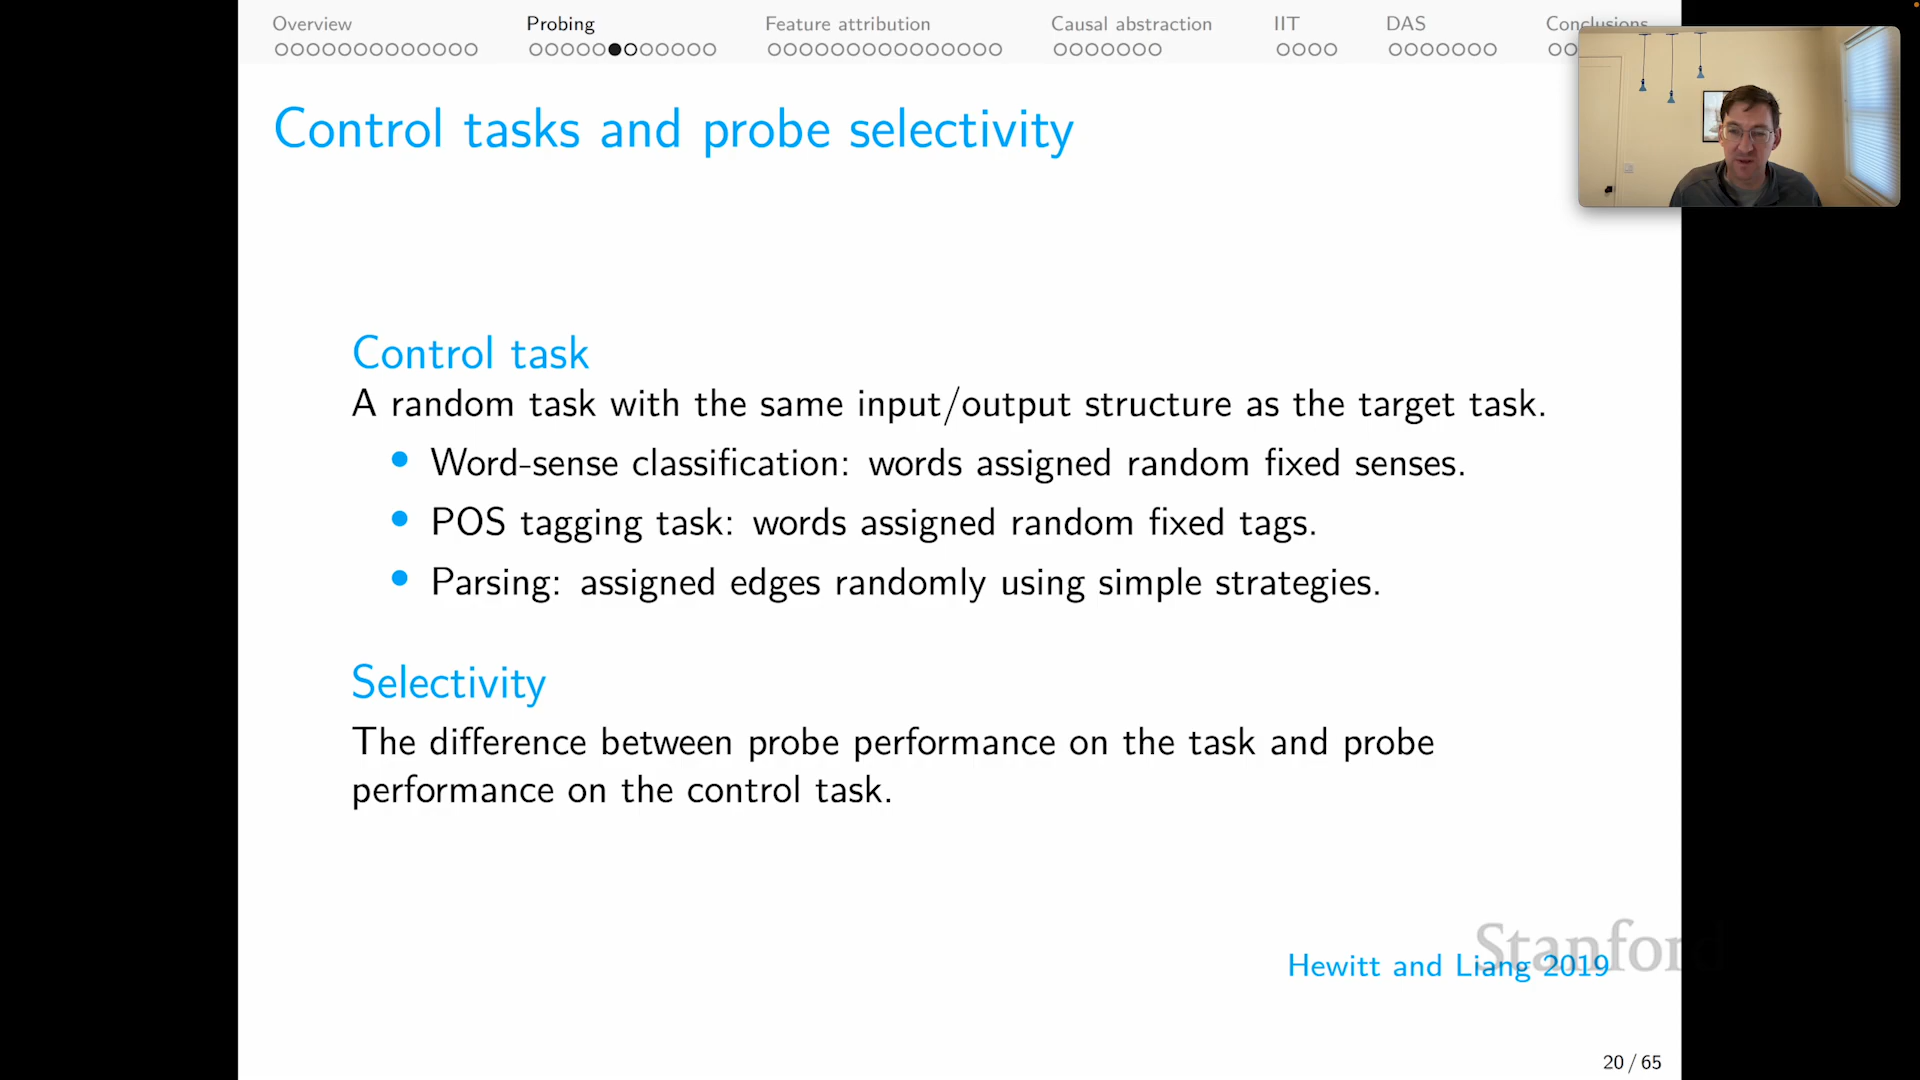 Overview Probing Feature attribution Causal abstraction IIT DAS Conclusions
Control tasks and probe selectivity
Control task
A random task with the same input/output structure as the target task.
• Word-sense classification: words assigned random fixed senses.
• POS tagging task: words assigned random fixed tags.
• Parsing: assigned edges randomly using simple strategies.
Selectivity
The difference between probe performance on the task and probe
performance on the control task.
Stanford
Hewitt and Liang 2019
20 / 65